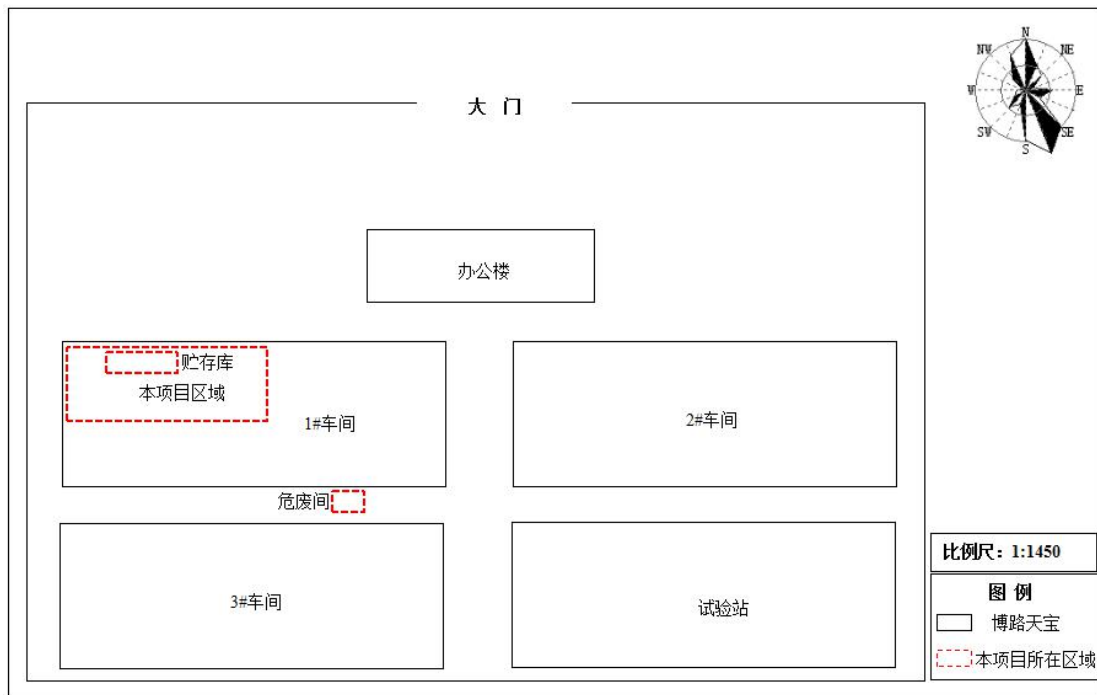 N
NW
NE
W
E
SW
SE
S
大 门
办公楼
贮存库
本项目区域
1#车间
2#车间
危废间
3#车间
试验站
比例尺：1:1450
图 例
博路天宝
本项目所在区域